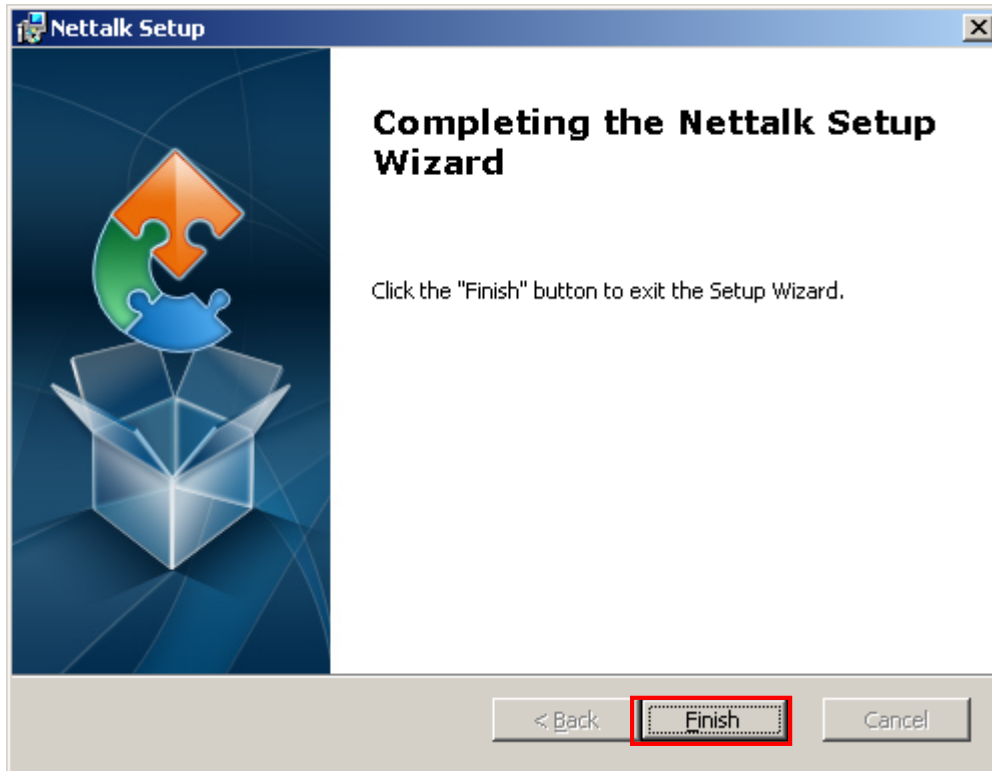 Nettalk Setup
Completing the Nettalk Setup
Wizard
Click the "Finish" button to exit the Setup Wizard.
< Back Finish Cancel